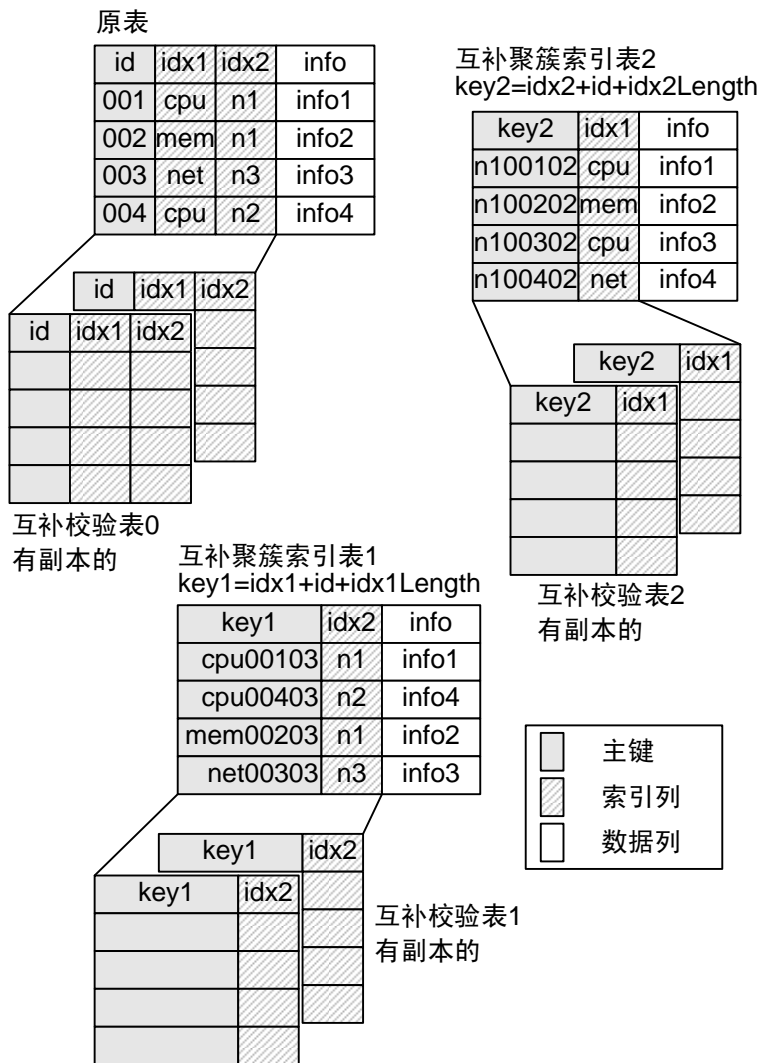 原表
id idx1 idx2 info
001 cpu n1 info1
002 mem n1 info2
003 net n3 info3
004 cpu n2 info4
id idx1 idx2
id idx1 idx2
互补校验表0
有副本的
互补聚簇索引表2
key2=idx2+id+idx2Length
key2 idx1 info
n100102 cpu info1
n100202 mem info2
n100302 cpu info3
n100402 net info4
key2 idx1
key2 idx1
互补校验表2
有副本的
互补聚簇索引表1
key1=idx1+id+idx1Length
key1 idx2 info
cpu00103 n1 info1
cpu00403 n2 info4
mem00203 n1 info2
net00303 n3 info3
key1 idx2
key1 idx2
互补校验表1
有副本的
主键
索引列
数据列